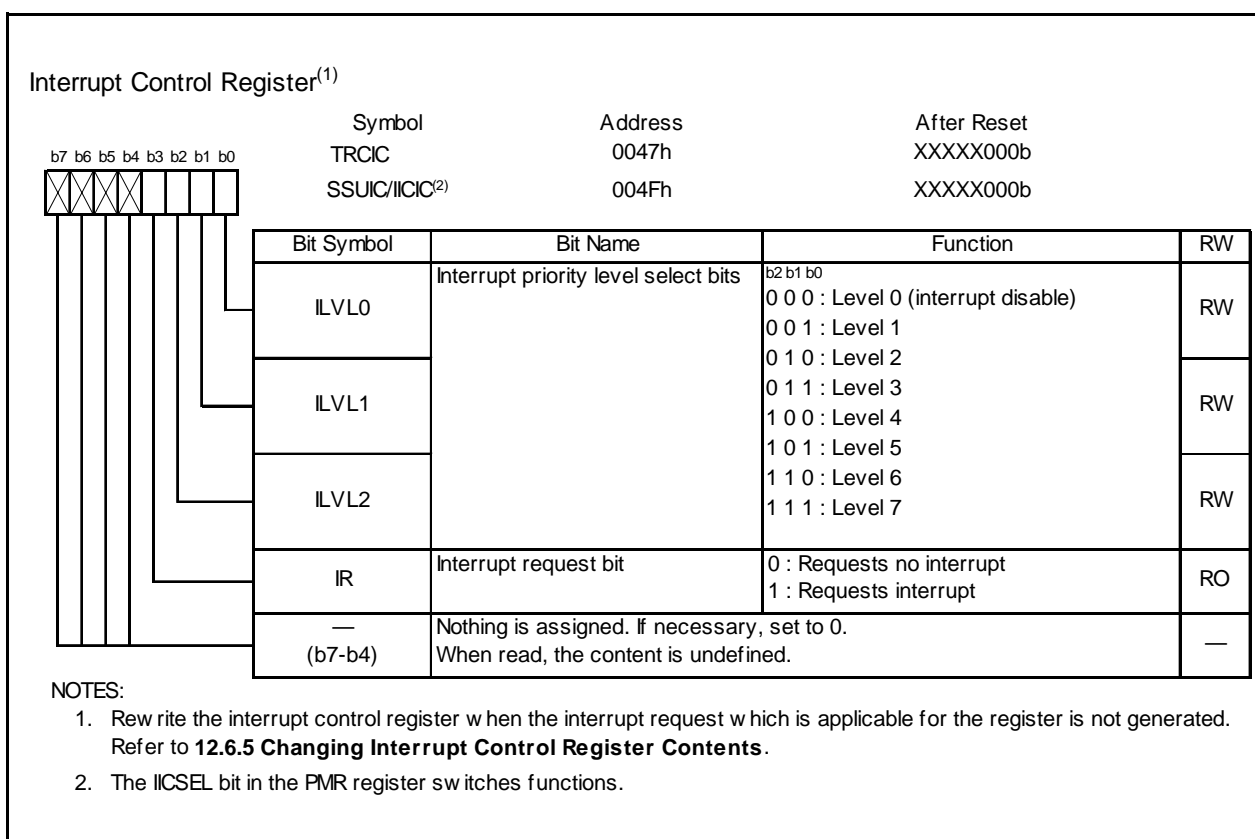 Interrupt Control Register(1)
Symbol Address After Reset
b7 b6 b5 b4 b3 b2 b1 b0
TRCIC 0047h XXXXX000b
SSUIC/IICIC(2) 004Fh XXXXX000b
Bit Symbol Bit Name Function RW
ILVL0 Interrupt priority level select bits b2 b1 b0
0 0 0 : Level 0 (interrupt disable)
0 0 1 : Level 1
0 1 0 : Level 2
RW
ILVL1 0 1 1 : Level 3
1 0 0 : Level 4
1 0 1 : Level 5
RW
ILVL2 1 1 0 : Level 6
1 1 1 : Level 7
RW
IR Interrupt request bit 0 : Requests no interrupt
1 : Requests interrupt
RO
—
(b7-b4)
Nothing is assigned. If necessary, set to 0.
When read, the content is undefined.
—
NOTES:
1. Rewrite the interrupt control register when the interrupt request which is applicable for the register is not generated.
Refer to 12.6.5 Changing Interrupt Control Register Contents.
2. The IICSEL bit in the PMR register switches functions.